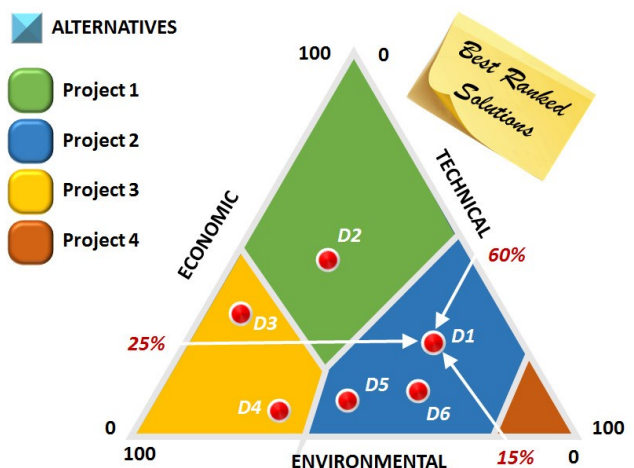 ALTERNATIVES
Project 1
Project 2
Project 3
Project 4
100
0
Best Ranked
Solutions
ECONOMIC
TECHNICAL
D2
60%
D3
25%
D1
D5
D4
D6
0
100
100
0
ENVIRONMENTAL
15%